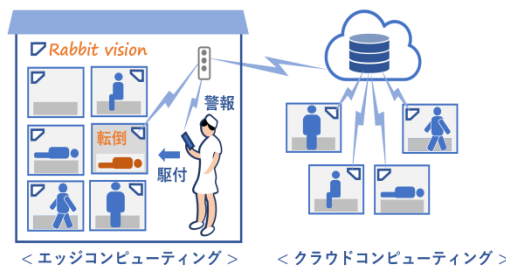 Rabbit vision
警報
転倒
駆付
< エッジコンピューティング >
< クラウドコンピューティング >